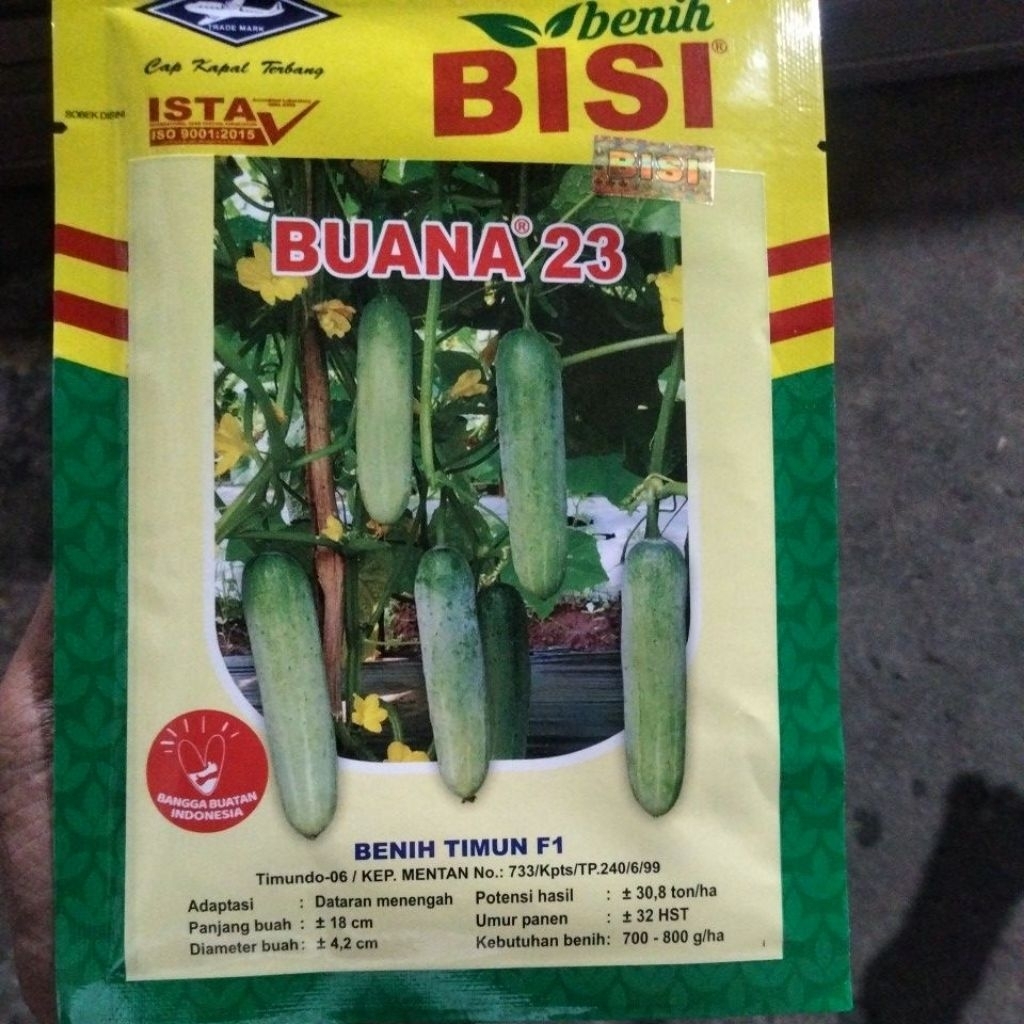 TRADE MARK
Cap Kapal Terbang
benih
BISI®
SOBEK DISINI
ISTA
ISO 9001:2015
BISI
BUANA® 23
BANGGA BUATAN
INDONESIA
BENIH TIMUN F1
Timundo-06 / KEP. MENTAN No.: 733/Kpts/TP.240/6/99
Adaptasi : Dataran menengah
Panjang buah : ± 18 cm
Diameter buah : ± 4,2 cm
Potensi hasil : ± 30,8 ton/ha
Umur panen : ± 32 HST
Kebutuhan benih: 700 - 800 g/ha